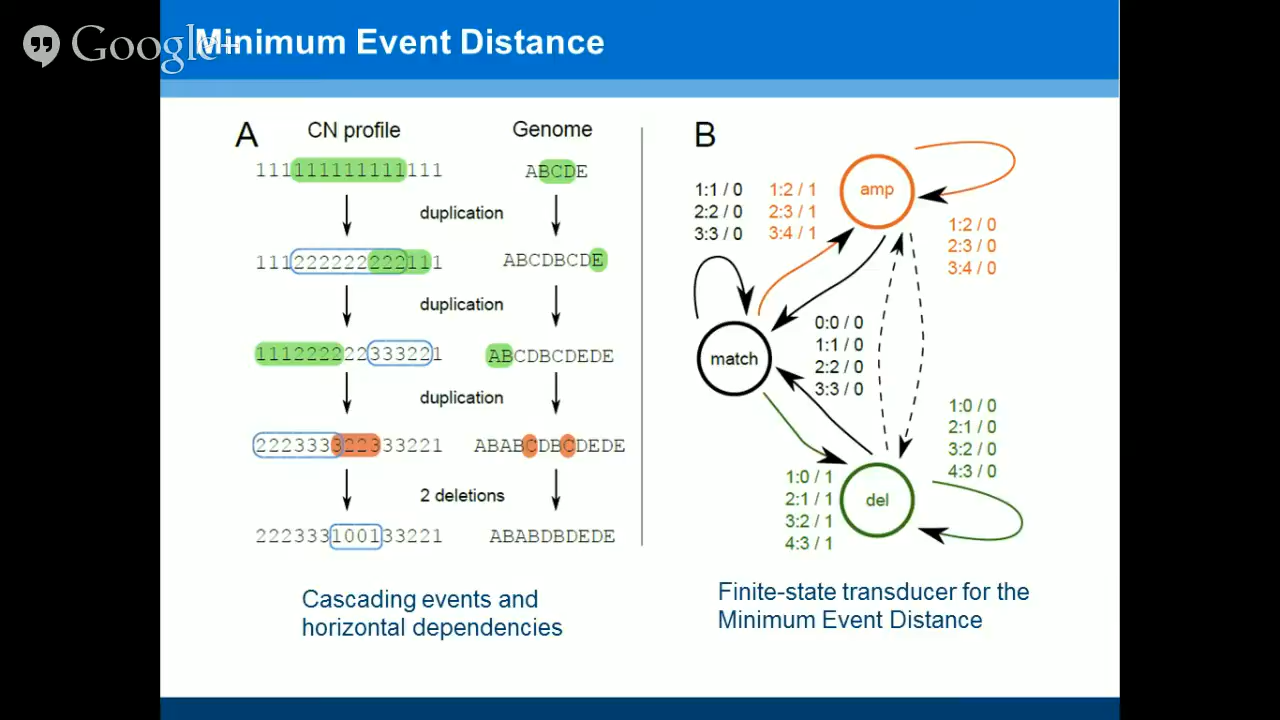 Google+
Minimum Event Distance
A
CN profile
Genome
111111111111111
ABCDE
duplication
111222222222111
ABCDBCDE
duplication
111222222333221
ABCDBCDEDE
duplication
222333322333221
ABABCDBCDEDE
2 deletions
222333100133221
ABABDBDEDE
Cascading events and
horizontal dependencies
B
1:1 / 0
2:2 / 0
3:3 / 0
1:2 / 1
2:3 / 1
3:4 / 1
amp
1:2 / 0
2:3 / 0
3:4 / 0
match
0:0 / 0
1:1 / 0
2:2 / 0
3:3 / 0
1:0 / 0
2:1 / 0
3:2 / 0
4:3 / 0
1:0 / 1
2:1 / 1
3:2 / 1
4:3 / 1
del
Finite-state transducer for the
Minimum Event Distance